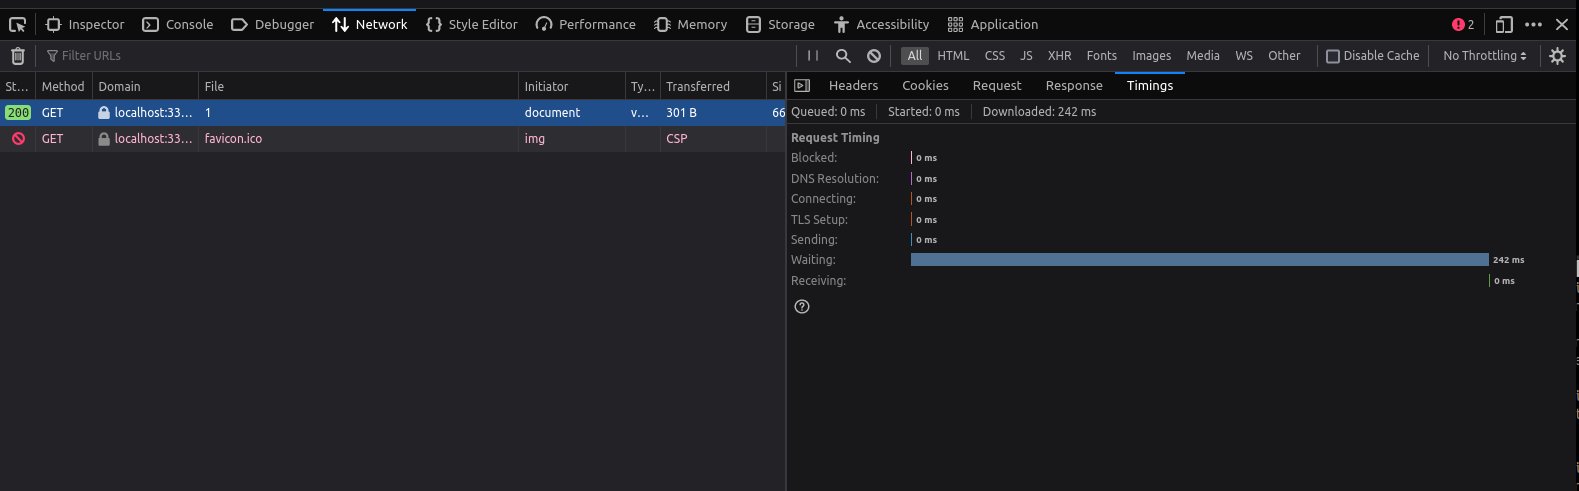 Inspector Console Debugger Network Style Editor Performance Memory Storage Accessibility Application 2
Filter URLs All HTML CSS JS XHR Fonts Images Media WS Other Disable Cache No Throttling
St... Method Domain File Initiator Ty... Transferred Si
200 GET localhost:33... 1 document v... 301 B 66
GET localhost:33... favicon.ico img CSP
Headers Cookies Request Response Timings
Queued: 0 ms Started: 0 ms Downloaded: 242 ms
Request Timing
Blocked: 0 ms
DNS Resolution: 0 ms
Connecting: 0 ms
TLS Setup: 0 ms
Sending: 0 ms
Waiting: 242 ms
Receiving: 0 ms
?